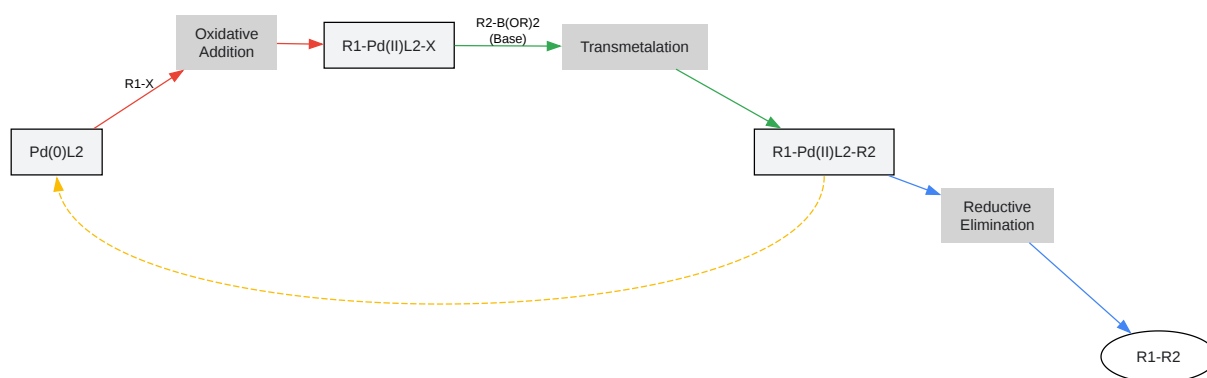 Oxidative
Addition
R1-Pd(II)L2-X
R2-B(OR)2
(Base)
Transmetalation
R1-X
Pd(0)L2
R1-Pd(II)L2-R2
Reductive
Elimination
R1-R2